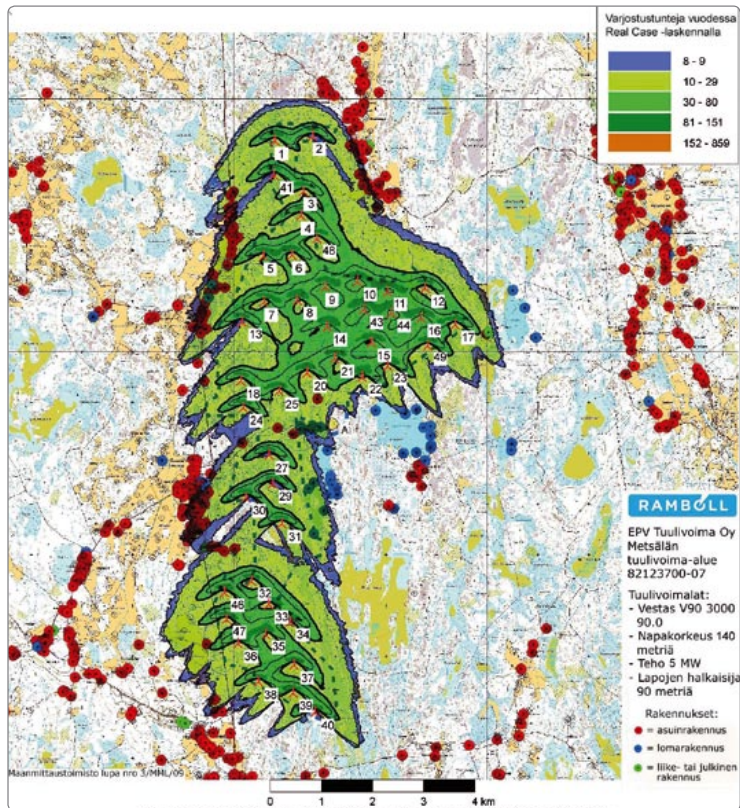 Varjostustunteja vuodessa
Real Case -laskennalla
8 - 9
10 - 29
30 - 80
81 - 151
152 - 859
1
2
41
3
4
48
5
6
9
10
11
12
7
8
13
43
44
16
17
14
15
49
21
20
22
23
18
25
24
A
27
29
30
31
32
46
33
34
47
35
36
37
38
39
40
RAMBOLL
EPV Tuulivoima Oy
Metsälän
tuulivoima-alue
82123700-07
Tuulivoimalat:
- Vestas V90 3000
90.0
- Napakorkeus 140
metriä
- Teho 5 MW
- Lapojen halkaisija
90 metriä
Rakennukset:
= asuinrakennus
= lomarakennus
= liike- tai julkinen
rakennus
Maanmittaustoimisto lupa nro 3/MML/09
0 1 2 3 4 km